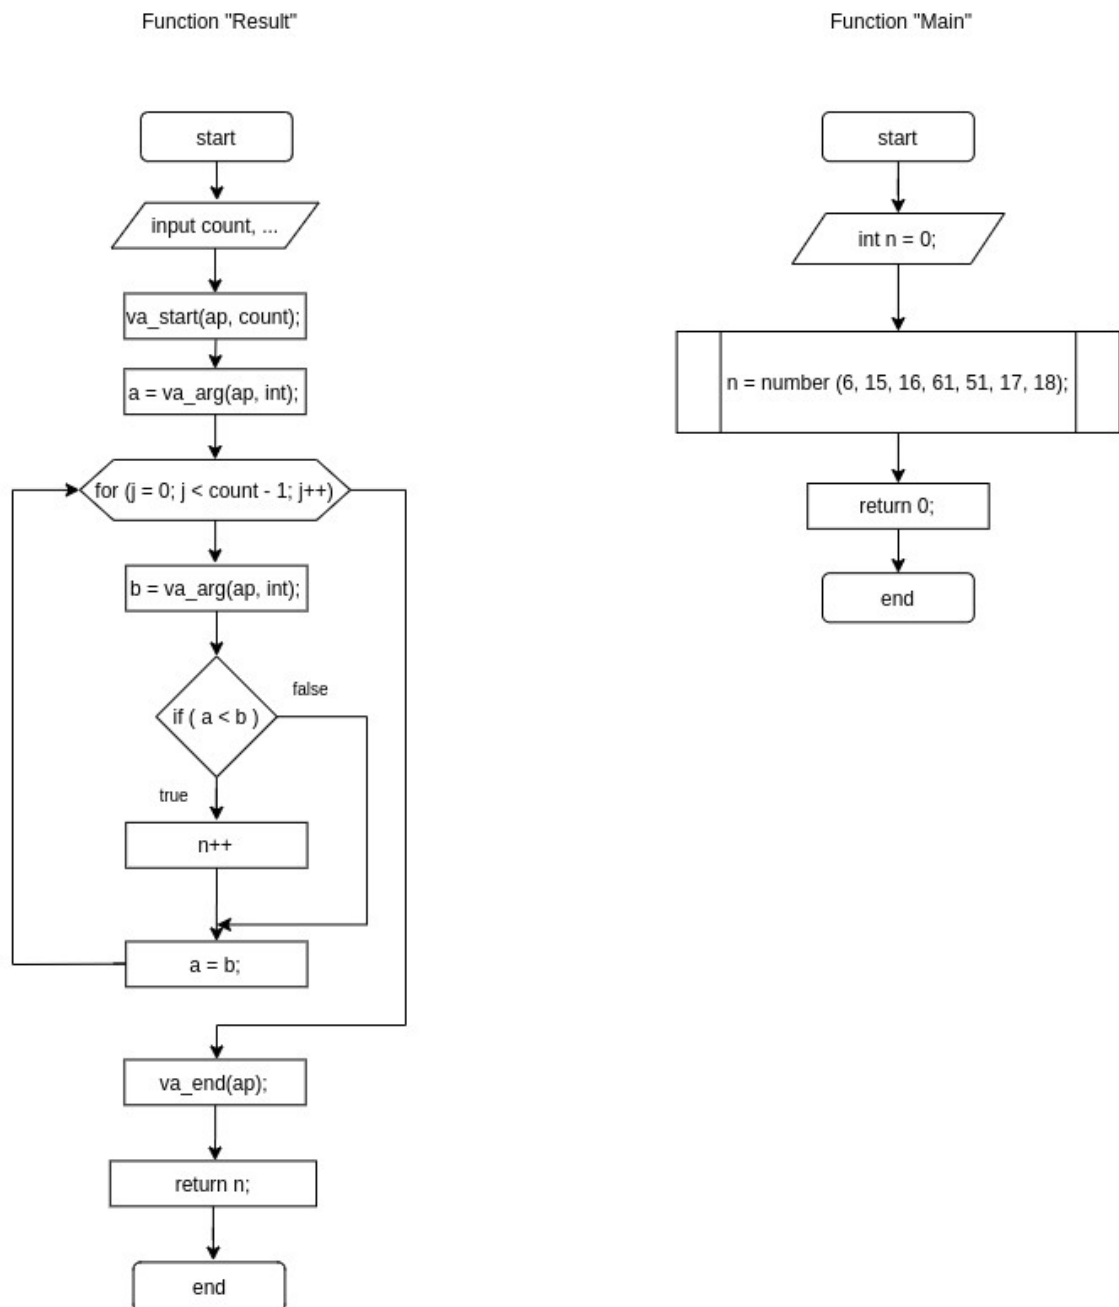 Function "Result"
start
input count, ...
va_start(ap, count);
a = va_arg(ap, int);
for (j = 0; j < count - 1; j++)
b = va_arg(ap, int);
if ( a < b )
false
true
n++
a = b;
va_end(ap);
return n;
end
Function "Main"
start
int n = 0;
n = number (6, 15, 16, 61, 51, 17, 18);
return 0;
end